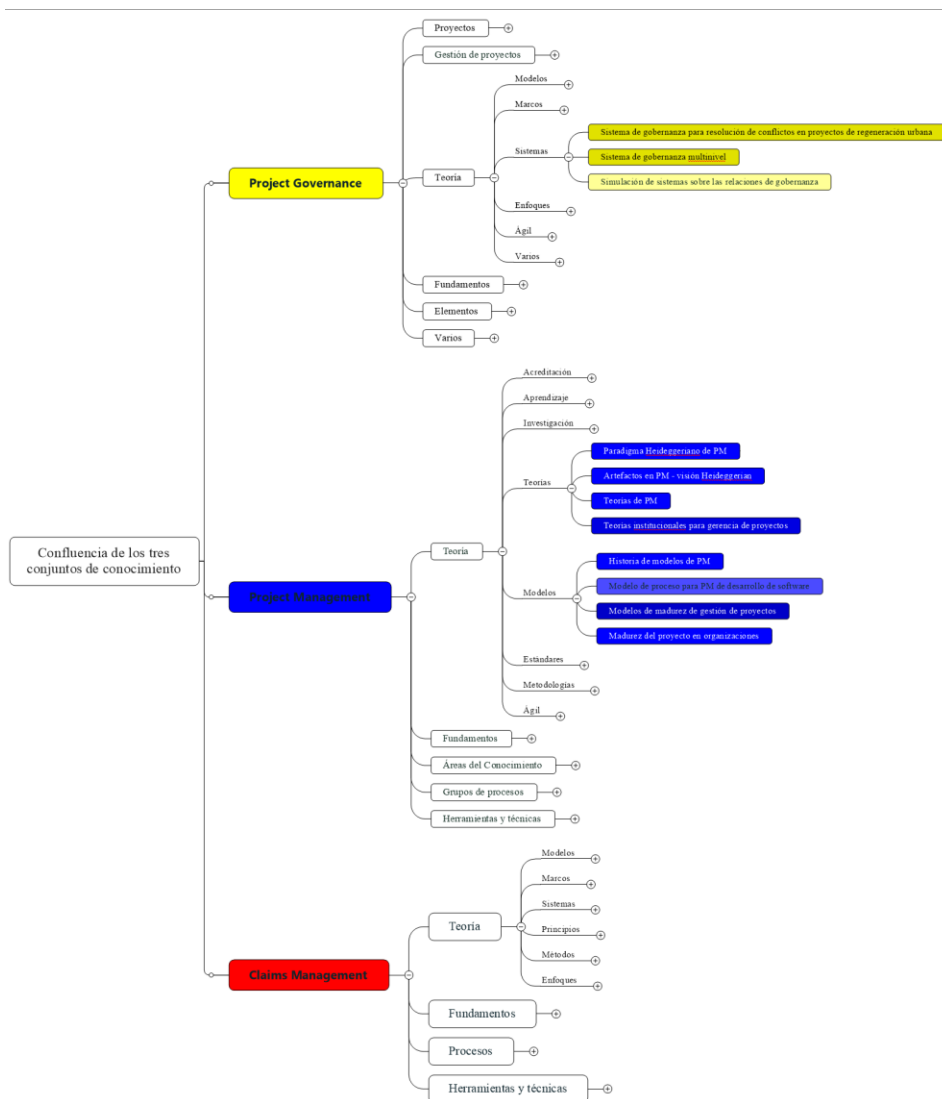 Proyectos
Gestión de proyectos
Modelos
Marcos
Sistema de gobernanza para resolución de conflictos en proyectos de regeneración urbana
Sistemas
Sistema de gobernanza multinivel
Teoría
Project Governance
Simulación de sistemas sobre las relaciones de gobernanza
Enfoques
Ágil
Varios
Fundamentos
Elementos
Varios
Acreditación
Aprendizaje
Investigación
Paradigma Heideggeriano de PM
Artefactos en PM - visión Heideggerian
Teorías
Teorías de PM
Teorías institucionales para gerencia de proyectos
Teoría
Confluencia de los tres
conjuntos de conocimiento
Historia de modelos de PM
Modelo de proceso para PM de desarrollo de software
Modelos
Project Management
Modelos de madurez de gestión de proyectos
Madurez del proyecto en organizaciones
Estándares
Metodologías
Ágil
Fundamentos
Áreas del Conocimiento
Grupos de procesos
Herramientas y técnicas
Modelos
Marcos
Sistemas
Teoría
Principios
Métodos
Claims Management
Enfoques
Fundamentos
Procesos
Herramientas y técnicas